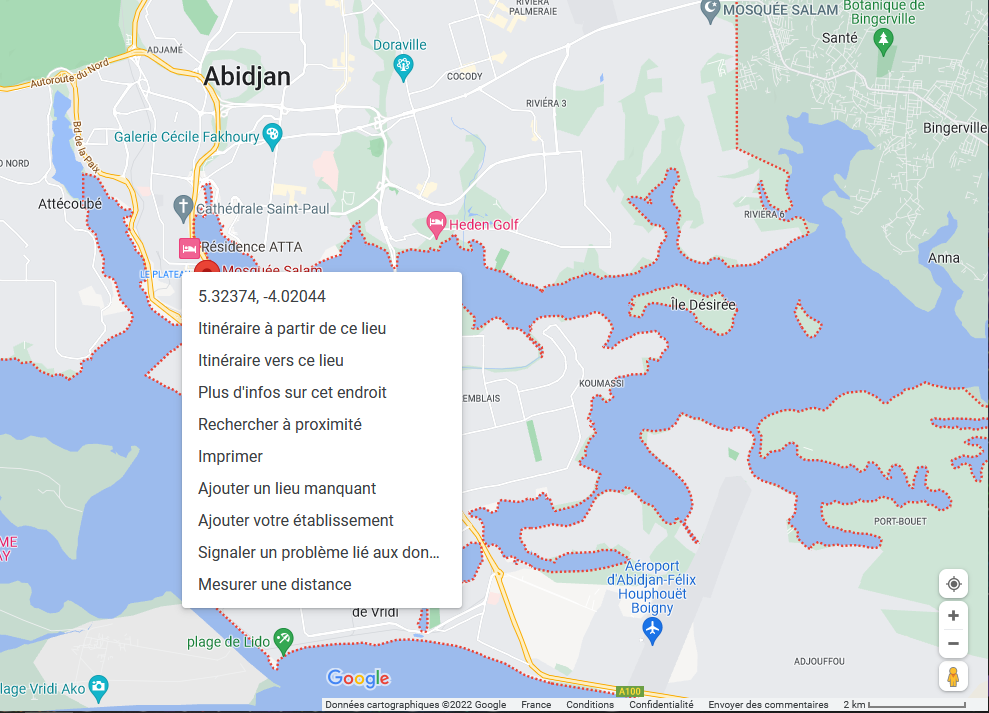 RIVIERA
PALMERAIE
MOSQUÉE SALAM
Botanique de
Bingerville
Santé
ADJAMÉ
Doraville
Abidjan
COCODY
Autoroute du Nord
RIVIÉRA 3
Bd de la Paix
Galerie Cécile Fakhoury
Bingerville
O NORD
Attécoubé
Cathédrale Saint-Paul
RIVIERA 6
Heden Golf
Résidence ATTA
Anna
LE PLATEAU
Mosquée Salam
5.32374, -4.02044
Île Désirée
Itinéraire à partir de ce lieu
Itinéraire vers ce lieu
KOUMASSI
Plus d'infos sur cet endroit
EMBLAIS
Rechercher à proximité
Imprimer
Ajouter un lieu manquant
Ajouter votre établissement
PORT-BOUET
ME
AY
Signaler un problème lié aux don...
Aéroport
d'Abidjan-Félix
Houphouët
Boigny
Mesurer une distance
de Vridi
plage de Lido
ADJOUFFOU
Google
lage Vridi Ako
A100
Données cartographiques ©2022 Google France Conditions Confidentialité Envoyer des commentaires 2 km